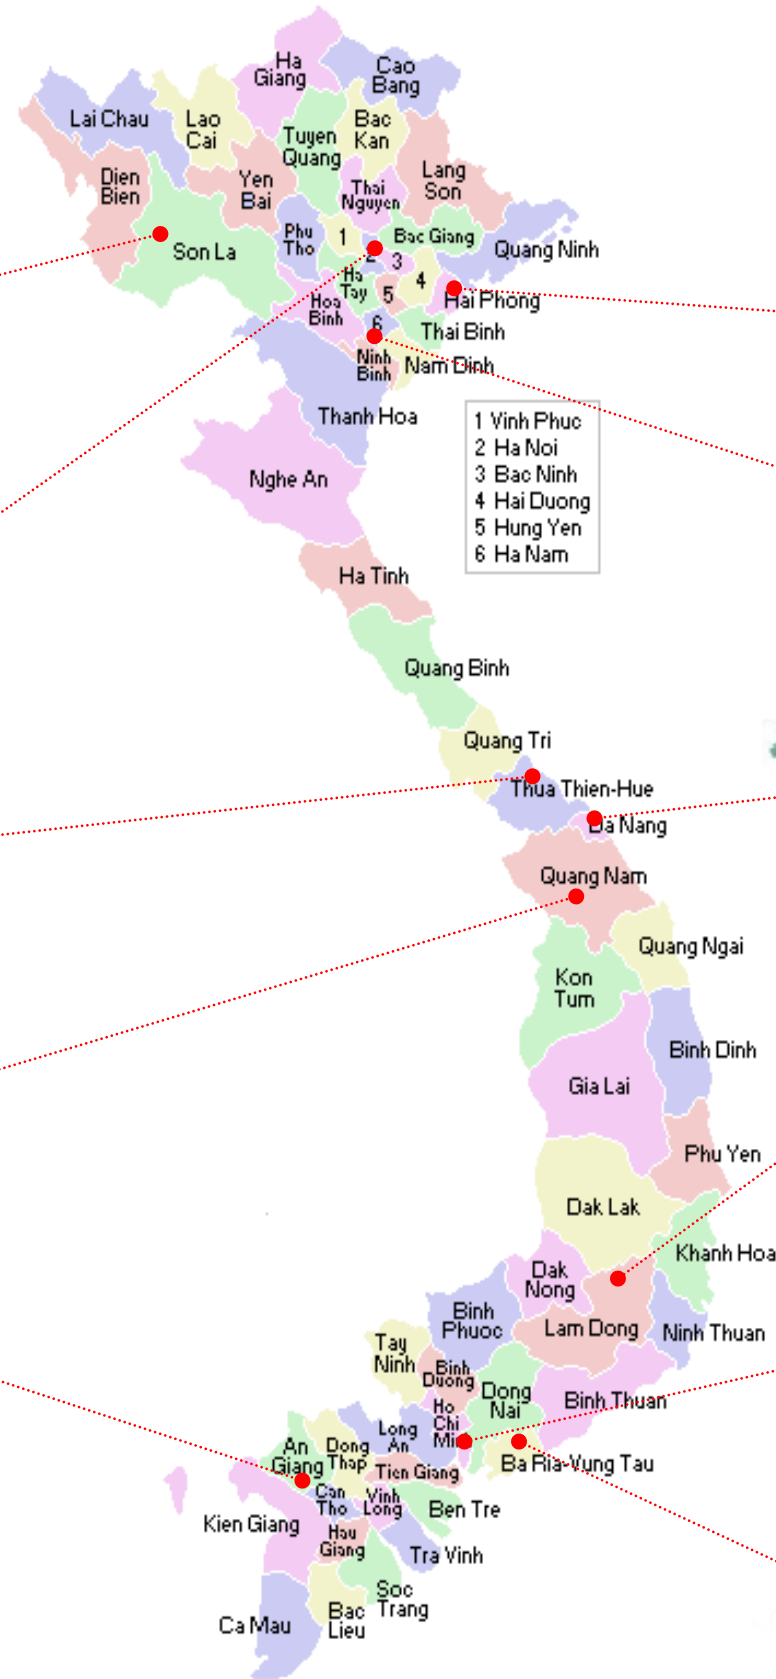 Ha
Giang
Cao
Bang
Lai Chau
Lao
Cai
Bac
Kan
Tuyen
Quang
Lang
Son
Dien
Bien
Yen
Bai
Thai
Nguyen
Phu
Tho
1
Bac Giang
Quang Ninh
Son La
2
3
Ha
Tay
4
5
Hai Phong
Hoa
Binh
6
Thai Binh
Ninh
Binh
Nam Dinh
Thanh Hoa
1 Vinh Phuc
2 Ha Noi
3 Bac Ninh
4 Hai Duong
5 Hung Yen
6 Ha Nam
Nghe An
Ha Tinh
Quang Binh
Quang Tri
Thua Thien-Hue
Da Nang
Quang Nam
Quang Ngai
Kon
Tum
Binh Dinh
Gia Lai
Phu Yen
Dak Lak
Khanh Hoa
Dak
Nong
Binh
Phuoc
Lam Dong
Ninh Thuan
Tay
Ninh
Binh
Duong
Dong
Nai
Binh Thuan
Ho
Chi
Minh
Long
An
Ba Ria-Vung Tau
An
Giang
Dong
Thap
Tien Giang
Can
Tho
Vinh
Long
Ben Tre
Kien Giang
Hau
Giang
Tra Vinh
Soc
Trang
Ca Mau
Bac
Lieu